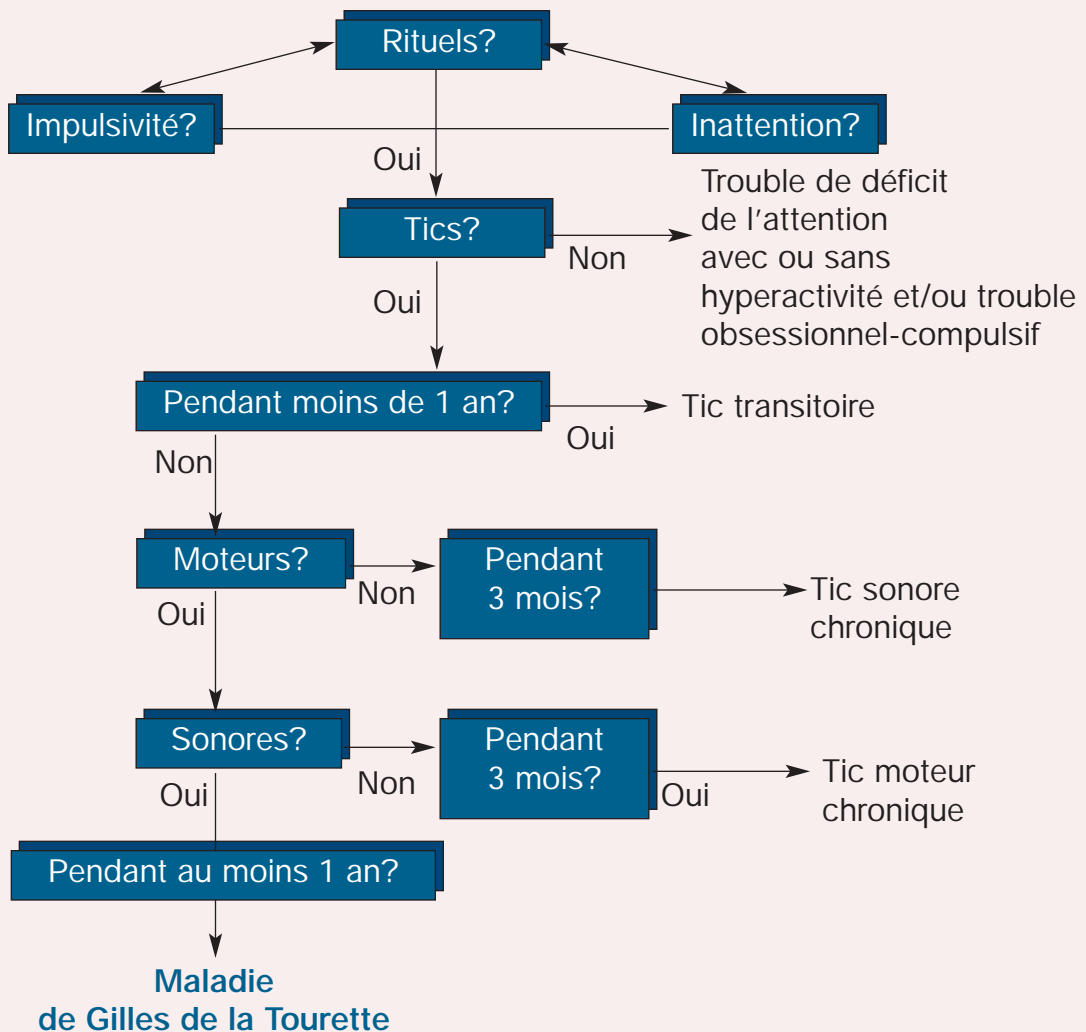 Rituels?
Impulsivité?
Inattention?
Oui
Trouble de déficit
de l'attention
avec ou sans
hyperactivité et/ou trouble
obsessionnel-compulsif
Tics?
Non
Oui
Pendant moins de 1 an?
Oui
Tic transitoire
Non
Moteurs?
Non
Pendant
3 mois?
Tic sonore
chronique
Oui
Sonores?
Non
Pendant
3 mois?
Oui
Tic moteur
chronique
Oui
Pendant au moins 1 an?
Maladie
de Gilles de la Tourette